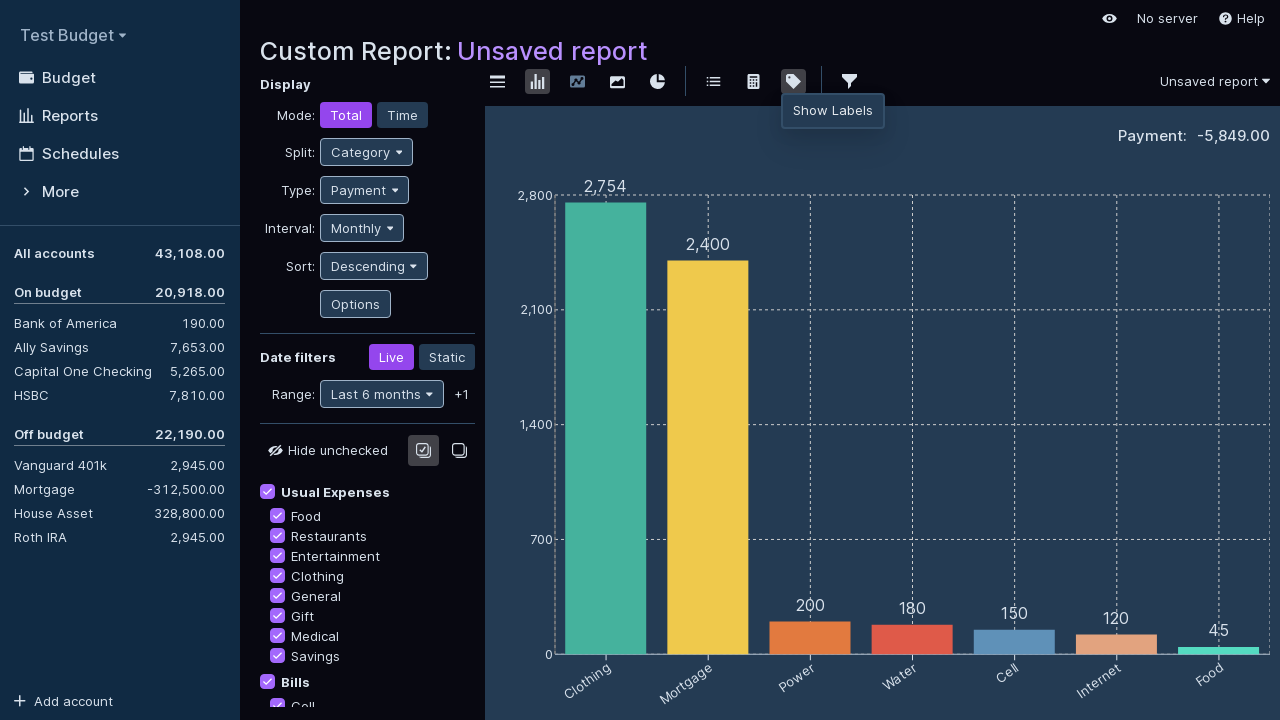 Test Budget
Budget
Reports
Schedules
More
All accounts 43,108.00
On budget 20,918.00
Bank of America 190.00
Ally Savings 7,653.00
Capital One Checking 5,265.00
HSBC 7,810.00
Off budget 22,190.00
Vanguard 401k 2,945.00
Mortgage -312,500.00
House Asset 328,800.00
Roth IRA 2,945.00
Add account
No server
Help
Custom Report: Unsaved report
Display
Mode: Total Time
Split: Category
Type: Payment
Interval: Monthly
Sort: Descending
Options
Date filters Live Static
Range: Last 6 months +1
Hide unchecked
Usual Expenses
Food
Restaurants
Entertainment
Clothing
General
Gift
Medical
Savings
Bills
Cell
Unsaved report
Show Labels
Payment: -5,849.00
2,800
2,100
1,400
700
0
2,754
2,400
200
180
150
120
45
Clothing
Mortgage
Power
Water
Cell
Internet
Food